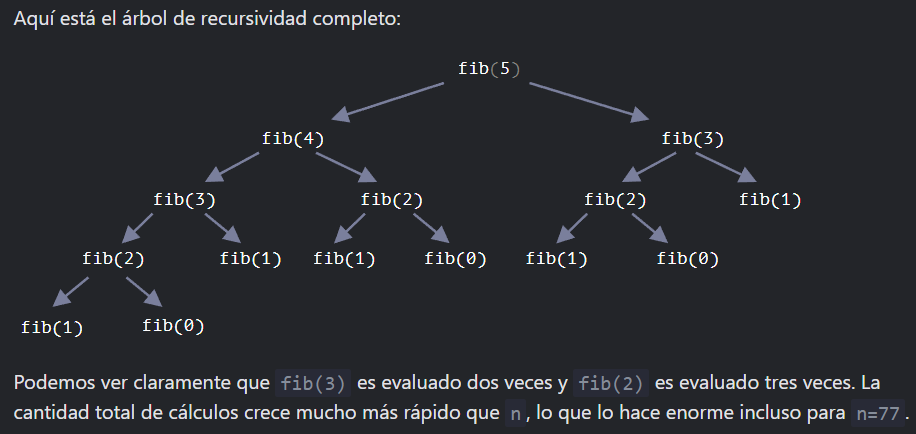 Aquí está el árbol de recursividad completo:
fib(5)
fib(4) fib(3)
fib(3) fib(2) fib(2) fib(1)
fib(2) fib(1) fib(1) fib(0) fib(1) fib(0)
fib(1) fib(0)
Podemos ver claramente que fib(3) es evaluado dos veces y fib(2) es evaluado tres veces. La
cantidad total de cálculos crece mucho más rápido que n, lo que lo hace enorme incluso para n=77.